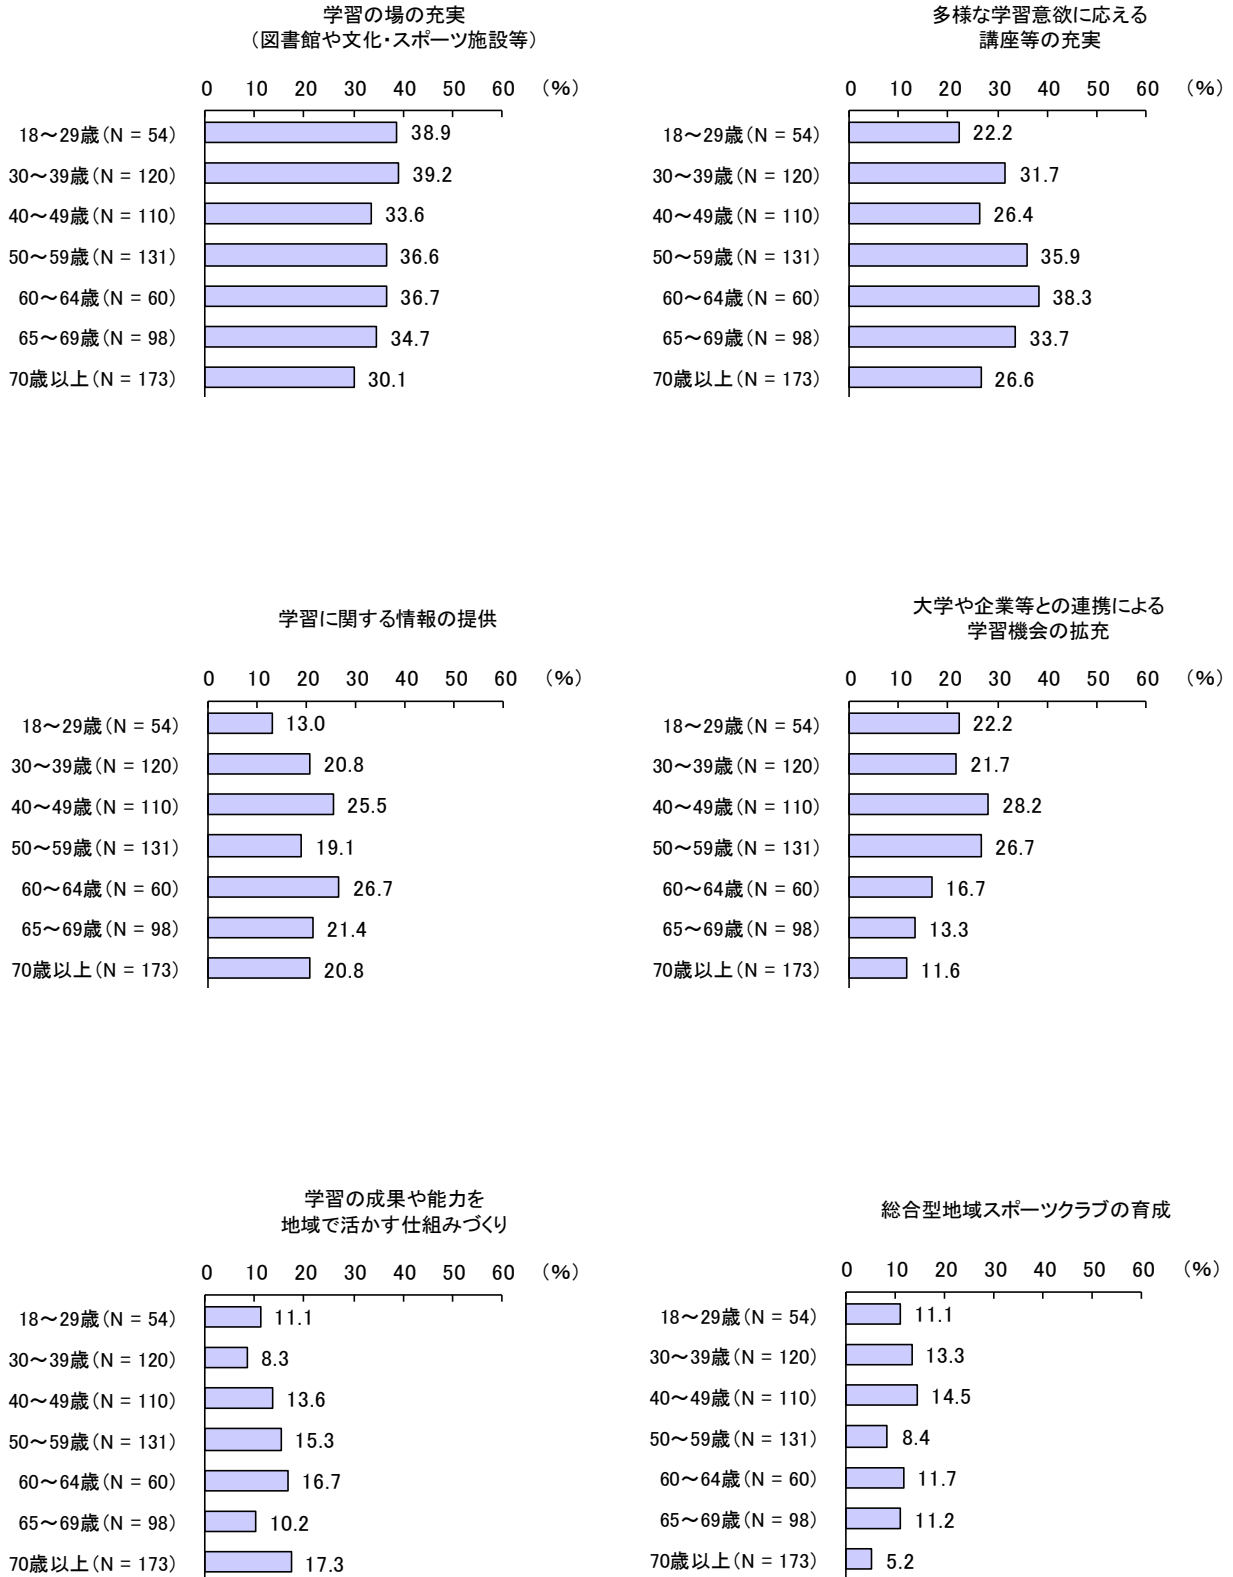 学習の場の充実
（図書館や文化・スポーツ施設等）
0 10 20 30 40 50 60 （％）
18～29歳（N = 54） 38.9
30～39歳（N = 120） 39.2
40～49歳（N = 110） 33.6
50～59歳（N = 131） 36.6
60～64歳（N = 60） 36.7
65～69歳（N = 98） 34.7
70歳以上（N = 173） 30.1
多様な学習意欲に応える
講座等の充実
0 10 20 30 40 50 60 （％）
18～29歳（N = 54） 22.2
30～39歳（N = 120） 31.7
40～49歳（N = 110） 26.4
50～59歳（N = 131） 35.9
60～64歳（N = 60） 38.3
65～69歳（N = 98） 33.7
70歳以上（N = 173） 26.6
学習に関する情報の提供
0 10 20 30 40 50 60 （％）
18～29歳（N = 54） 13.0
30～39歳（N = 120） 20.8
40～49歳（N = 110） 25.5
50～59歳（N = 131） 19.1
60～64歳（N = 60） 26.7
65～69歳（N = 98） 21.4
70歳以上（N = 173） 20.8
大学や企業等との連携による
学習機会の拡充
0 10 20 30 40 50 60 （％）
18～29歳（N = 54） 22.2
30～39歳（N = 120） 21.7
40～49歳（N = 110） 28.2
50～59歳（N = 131） 26.7
60～64歳（N = 60） 16.7
65～69歳（N = 98） 13.3
70歳以上（N = 173） 11.6
学習の成果や能力を
地域で活かす仕組みづくり
0 10 20 30 40 50 60 （％）
18～29歳（N = 54） 11.1
30～39歳（N = 120） 8.3
40～49歳（N = 110） 13.6
50～59歳（N = 131） 15.3
60～64歳（N = 60） 16.7
65～69歳（N = 98） 10.2
70歳以上（N = 173） 17.3
総合型地域スポーツクラブの育成
0 10 20 30 40 50 60 （％）
18～29歳（N = 54） 11.1
30～39歳（N = 120） 13.3
40～49歳（N = 110） 14.5
50～59歳（N = 131） 8.4
60～64歳（N = 60） 11.7
65～69歳（N = 98） 11.2
70歳以上（N = 173） 5.2